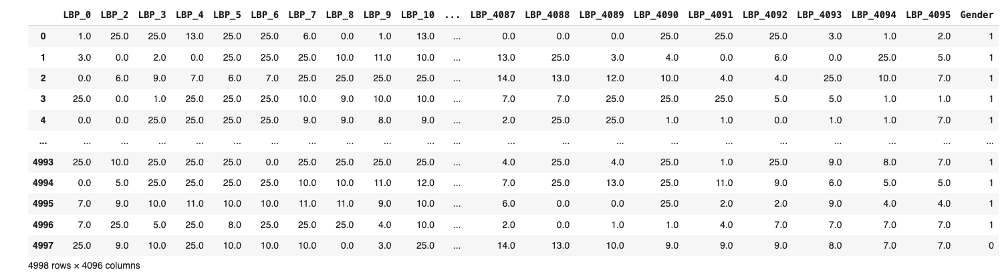 LBP_0 LBP_2 LBP_3 LBP_4 LBP_5 LBP_6 LBP_7 LBP_8 LBP_9 LBP_10 ... LBP_4087 LBP_4088 LBP_4089 LBP_4090 LBP_4091 LBP_4092 LBP_4093 LBP_4094 LBP_4095 Gender
0 1.0 25.0 25.0 13.0 25.0 25.0 6.0 0.0 1.0 13.0 ... 0.0 0.0 0.0 25.0 25.0 25.0 3.0 1.0 2.0 1
1 3.0 0.0 2.0 0.0 25.0 25.0 25.0 10.0 11.0 10.0 ... 13.0 25.0 3.0 4.0 0.0 6.0 0.0 25.0 5.0 1
2 0.0 6.0 9.0 7.0 6.0 7.0 25.0 25.0 25.0 25.0 ... 14.0 13.0 12.0 10.0 4.0 4.0 25.0 10.0 7.0 1
3 25.0 0.0 1.0 25.0 25.0 25.0 10.0 9.0 10.0 10.0 ... 7.0 7.0 25.0 25.0 25.0 5.0 5.0 1.0 1.0 1
4 0.0 0.0 25.0 25.0 25.0 25.0 9.0 9.0 8.0 9.0 ... 2.0 25.0 25.0 1.0 1.0 0.0 1.0 1.0 7.0 1
... ... ... ... ... ... ... ... ... ... ... ... ... ... ... ... ... ... ... ... ... ...
4993 25.0 10.0 25.0 25.0 25.0 0.0 25.0 25.0 25.0 25.0 ... 4.0 25.0 4.0 25.0 1.0 25.0 9.0 8.0 7.0 1
4994 0.0 5.0 25.0 25.0 25.0 25.0 10.0 10.0 11.0 12.0 ... 7.0 25.0 13.0 25.0 11.0 9.0 6.0 5.0 5.0 1
4995 7.0 9.0 10.0 11.0 10.0 10.0 11.0 11.0 9.0 10.0 ... 6.0 0.0 0.0 25.0 2.0 2.0 9.0 4.0 4.0 1
4996 7.0 25.0 5.0 25.0 8.0 25.0 25.0 25.0 4.0 10.0 ... 2.0 0.0 1.0 1.0 4.0 7.0 7.0 7.0 7.0 1
4997 25.0 9.0 10.0 25.0 10.0 10.0 10.0 0.0 3.0 25.0 ... 14.0 13.0 10.0 9.0 9.0 9.0 8.0 7.0 7.0 0
4998 rows × 4096 columns